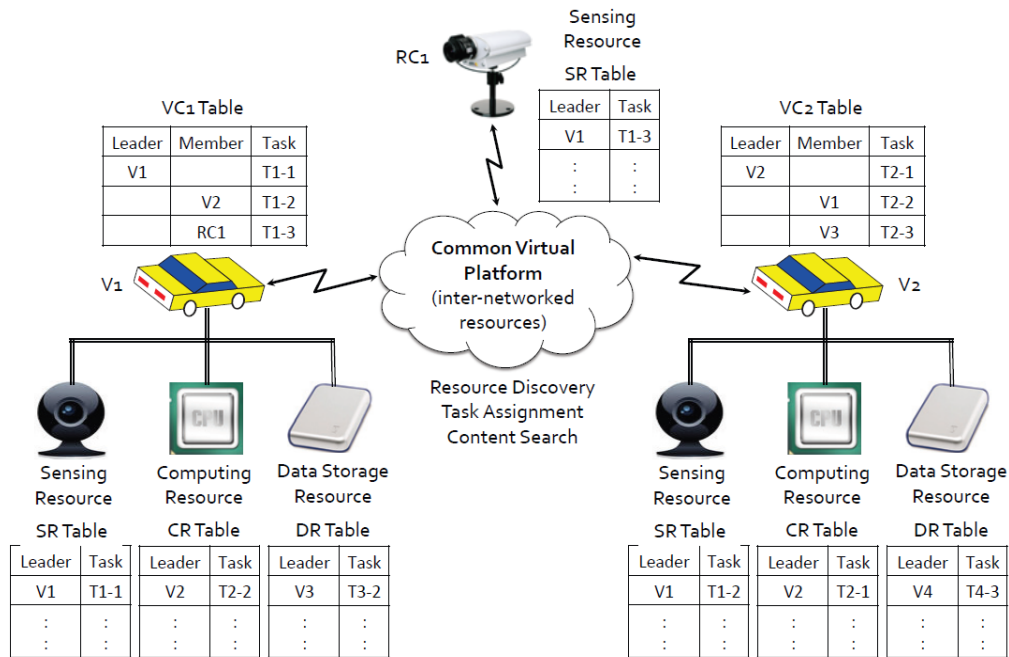 Sensing
Resource
RC1
SR Table
Leader Task
V1 T1-3
: :
: :
VC1 Table
Leader Member Task
V1 T1-1
V2 T1-2
RC1 T1-3
VC2 Table
Leader Member Task
V2 T2-1
V1 T2-2
V3 T2-3
V1
Common Virtual
Platform
(inter-networked
resources)
V2
Resource Discovery
Task Assignment
Content Search
CPU
Sensing
Resource
Computing
Resource
Data Storage
Resource
SR Table
Leader Task
V1 T1-1
: :
: :
CR Table
Leader Task
V2 T2-2
: :
: :
DR Table
Leader Task
V3 T3-2
: :
: :
CPU
Sensing
Resource
Computing
Resource
Data Storage
Resource
SR Table
Leader Task
V1 T1-2
: :
: :
CR Table
Leader Task
V2 T2-1
: :
: :
DR Table
Leader Task
V4 T4-3
: :
: :